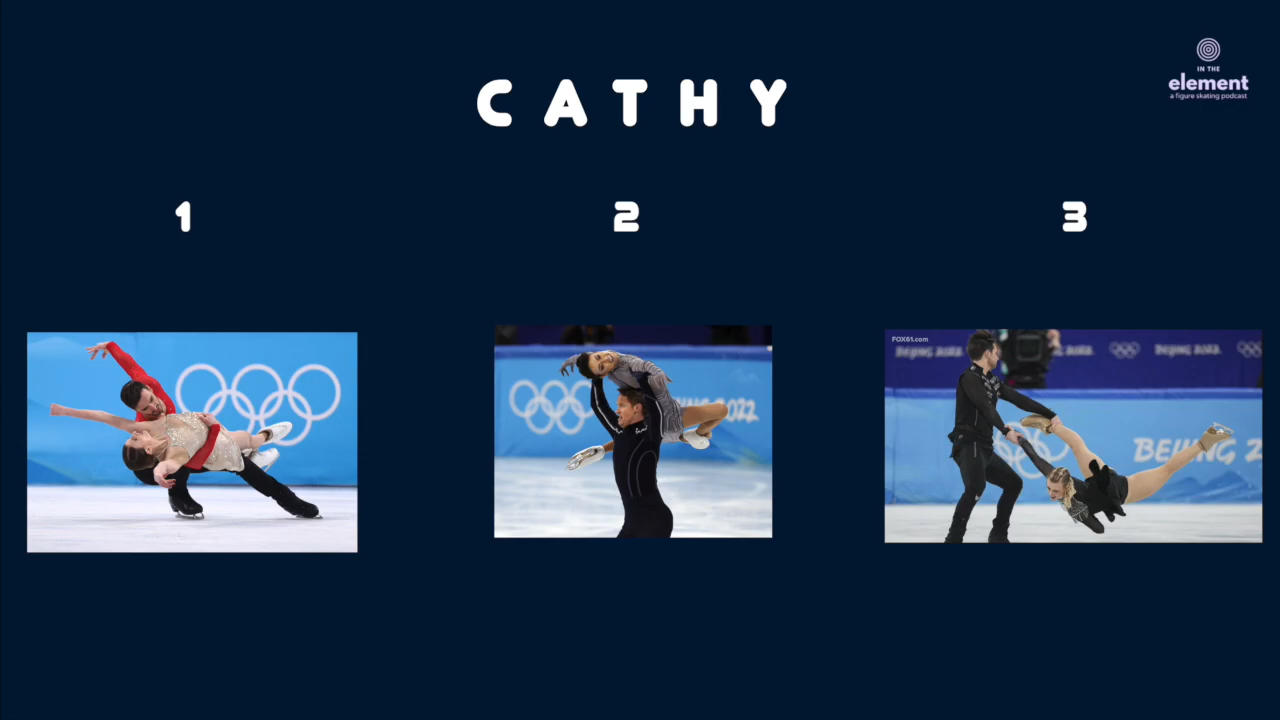 CATHY
IN THE
element
a figure skating podcast
1
2
3
FOX61.com
BEIJING 2022
BEIJING 2022
NG 2022
BEIJING 2